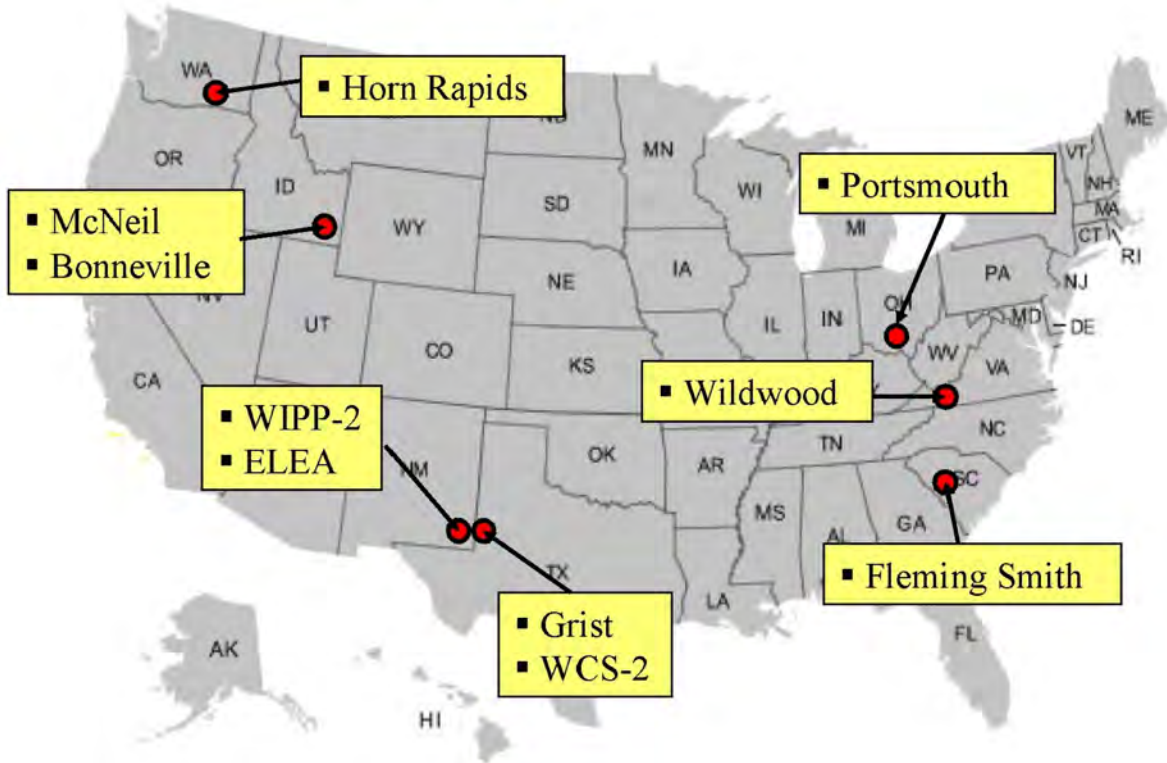 WA
▪ Horn Rapids
ME
ND
OR
MN
VT
▪ Portsmouth
ID
WI
NH
SD
MA
▪ McNeil
▪ Bonneville
WY
MI
CT
RI
IA
PA
NJ
NE
NV
OH
MD
UT
IL
IN
DE
CO
WV
KS
VA
CA
▪ Wildwood
▪ WIPP-2
▪ ELEA
TN
NC
OK
AR
NM
SC
MS
GA
AL
TX
▪ Fleming Smith
LA
▪ Grist
▪ WCS-2
FL
AK
HI